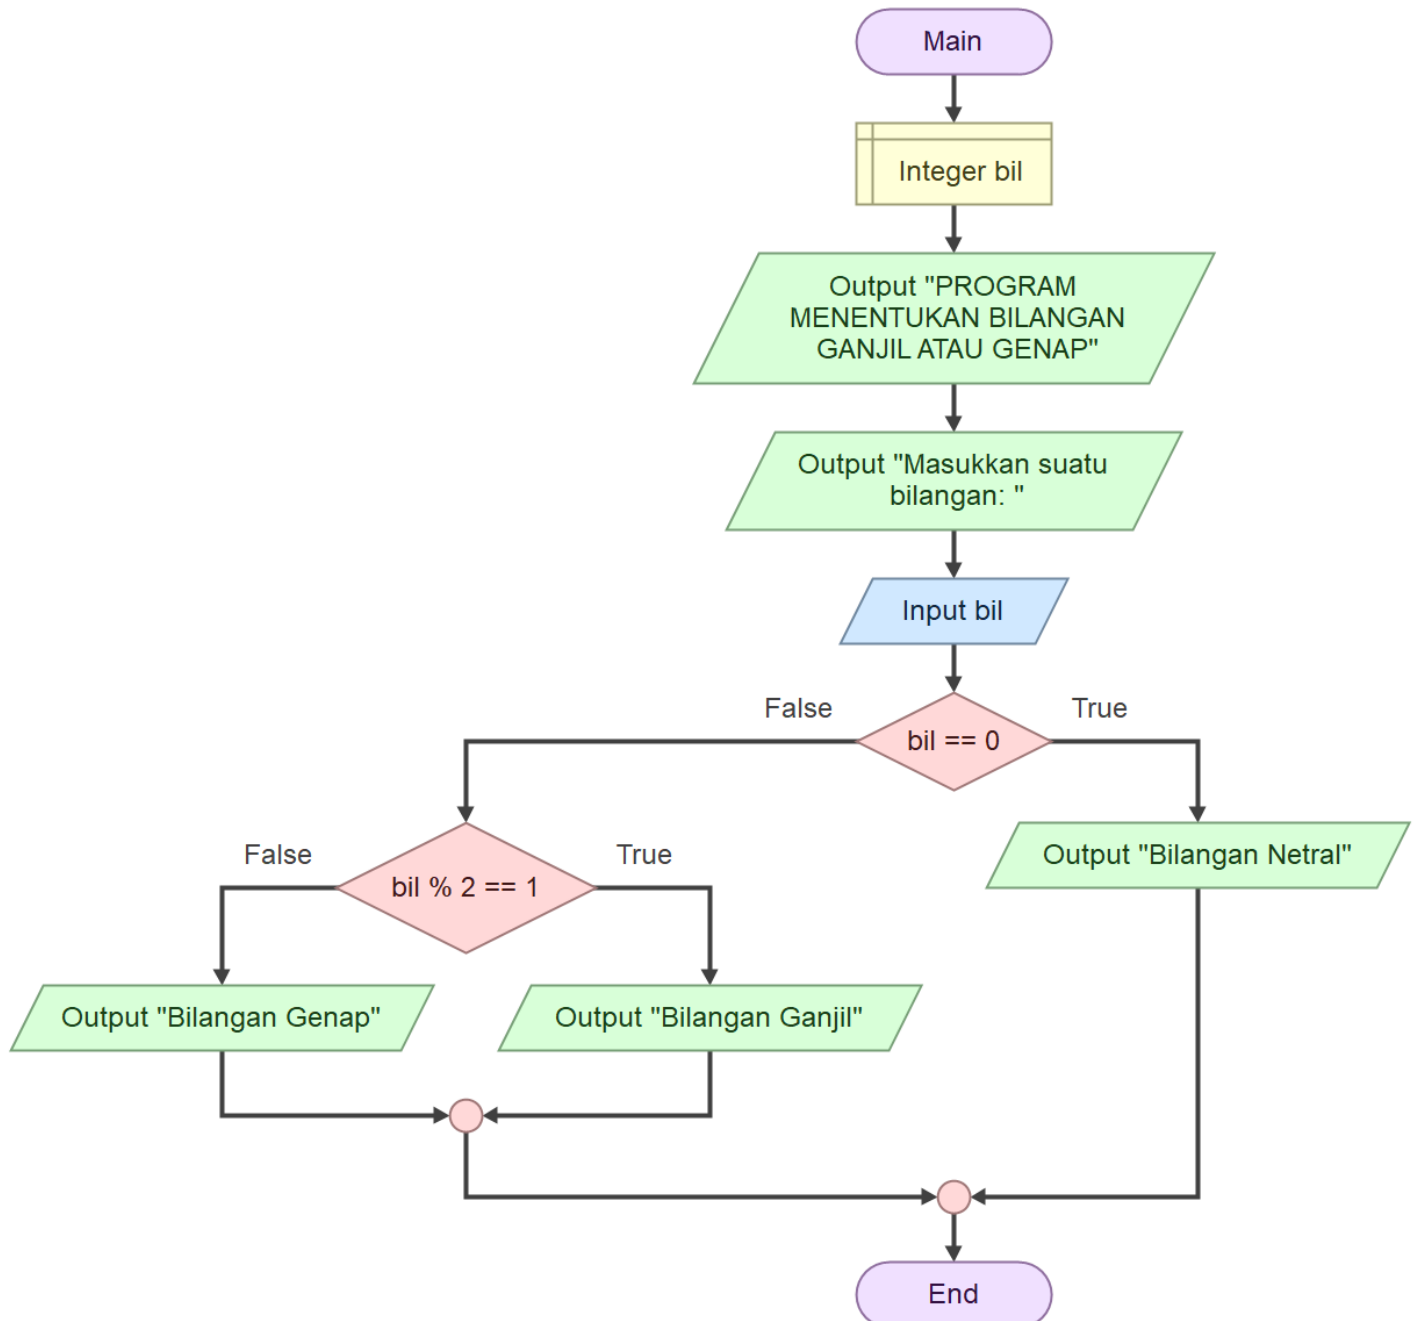 Main
Integer bil
Output "PROGRAM
MENENTUKAN BILANGAN
GANJIL ATAU GENAP"
Output "Masukkan suatu
bilangan: "
Input bil
False
True
bil == 0
False
True
Output "Bilangan Netral"
bil % 2 == 1
Output "Bilangan Genap"
Output "Bilangan Ganjil"
End